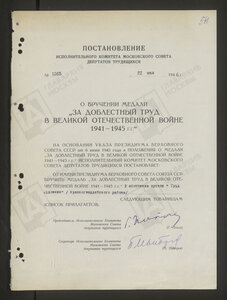 ПОСТАНОВЛЕНИЕ
ИСПОЛНИТЕЛЬНОГО КОМИТЕТА МОСКОВСКОГО СОВЕТА
ДЕПУТАТОВ ТРУДЯЩИХСЯ
№ мая 194
О ВРУЧЕНИИ МЕДАЛИ
„ЗА ДОБЛЕСТНЫЙ ТРУД
В ВЕЛИКОЙ ОТЕЧЕСТВЕННОЙ ВОЙНЕ
1941—1945 г.г."
НА ОСНОВАНИИ УКАЗА ПРЕЗИДИУМА ВЕРХОВНОГО
СОВЕТА СССР от 6 июня 1945 года и ПОЛОЖЕНИЯ О МЕДАЛИ
„ЗА ДОБЛЕСТНЫЙ ТРУД В ВЕЛИКОЙ ОТЕЧЕСТВЕННОЙ ВОЙНЕ
1941—1945 г.г." ИСПОЛНИТЕЛЬНЫЙ КОМИТЕТ МОСКОВСКОГО СОВЕТА
ДЕПУТАТОВ ТРУДЯЩИХСЯ ПОСТАНОВЛЯЕТ:
ОТ ИМЕНИ ПРЕЗИДИУМА ВЕРХОВНОГО СОВЕТА СОЮЗА ССР
ВРУЧИТЬ МЕДАЛЬ „ЗА ДОБЛЕСТНЫЙ ТРУД В ВЕЛИКОЙ ОТЕ-
ЧЕСТВЕННОЙ ВОЙНЕ 1941—1945 г.г."
района/
СЛЕДУЮЩИМ ТОВАРИЩАМ:
(СПИСОК ПРИЛАГАЕТСЯ).
Председатель Исполнительного Комитета
Московского Совета
депутатов трудящихся
Секретарь Исполнительного Комитета
Московского Совета
депутатов трудящихся